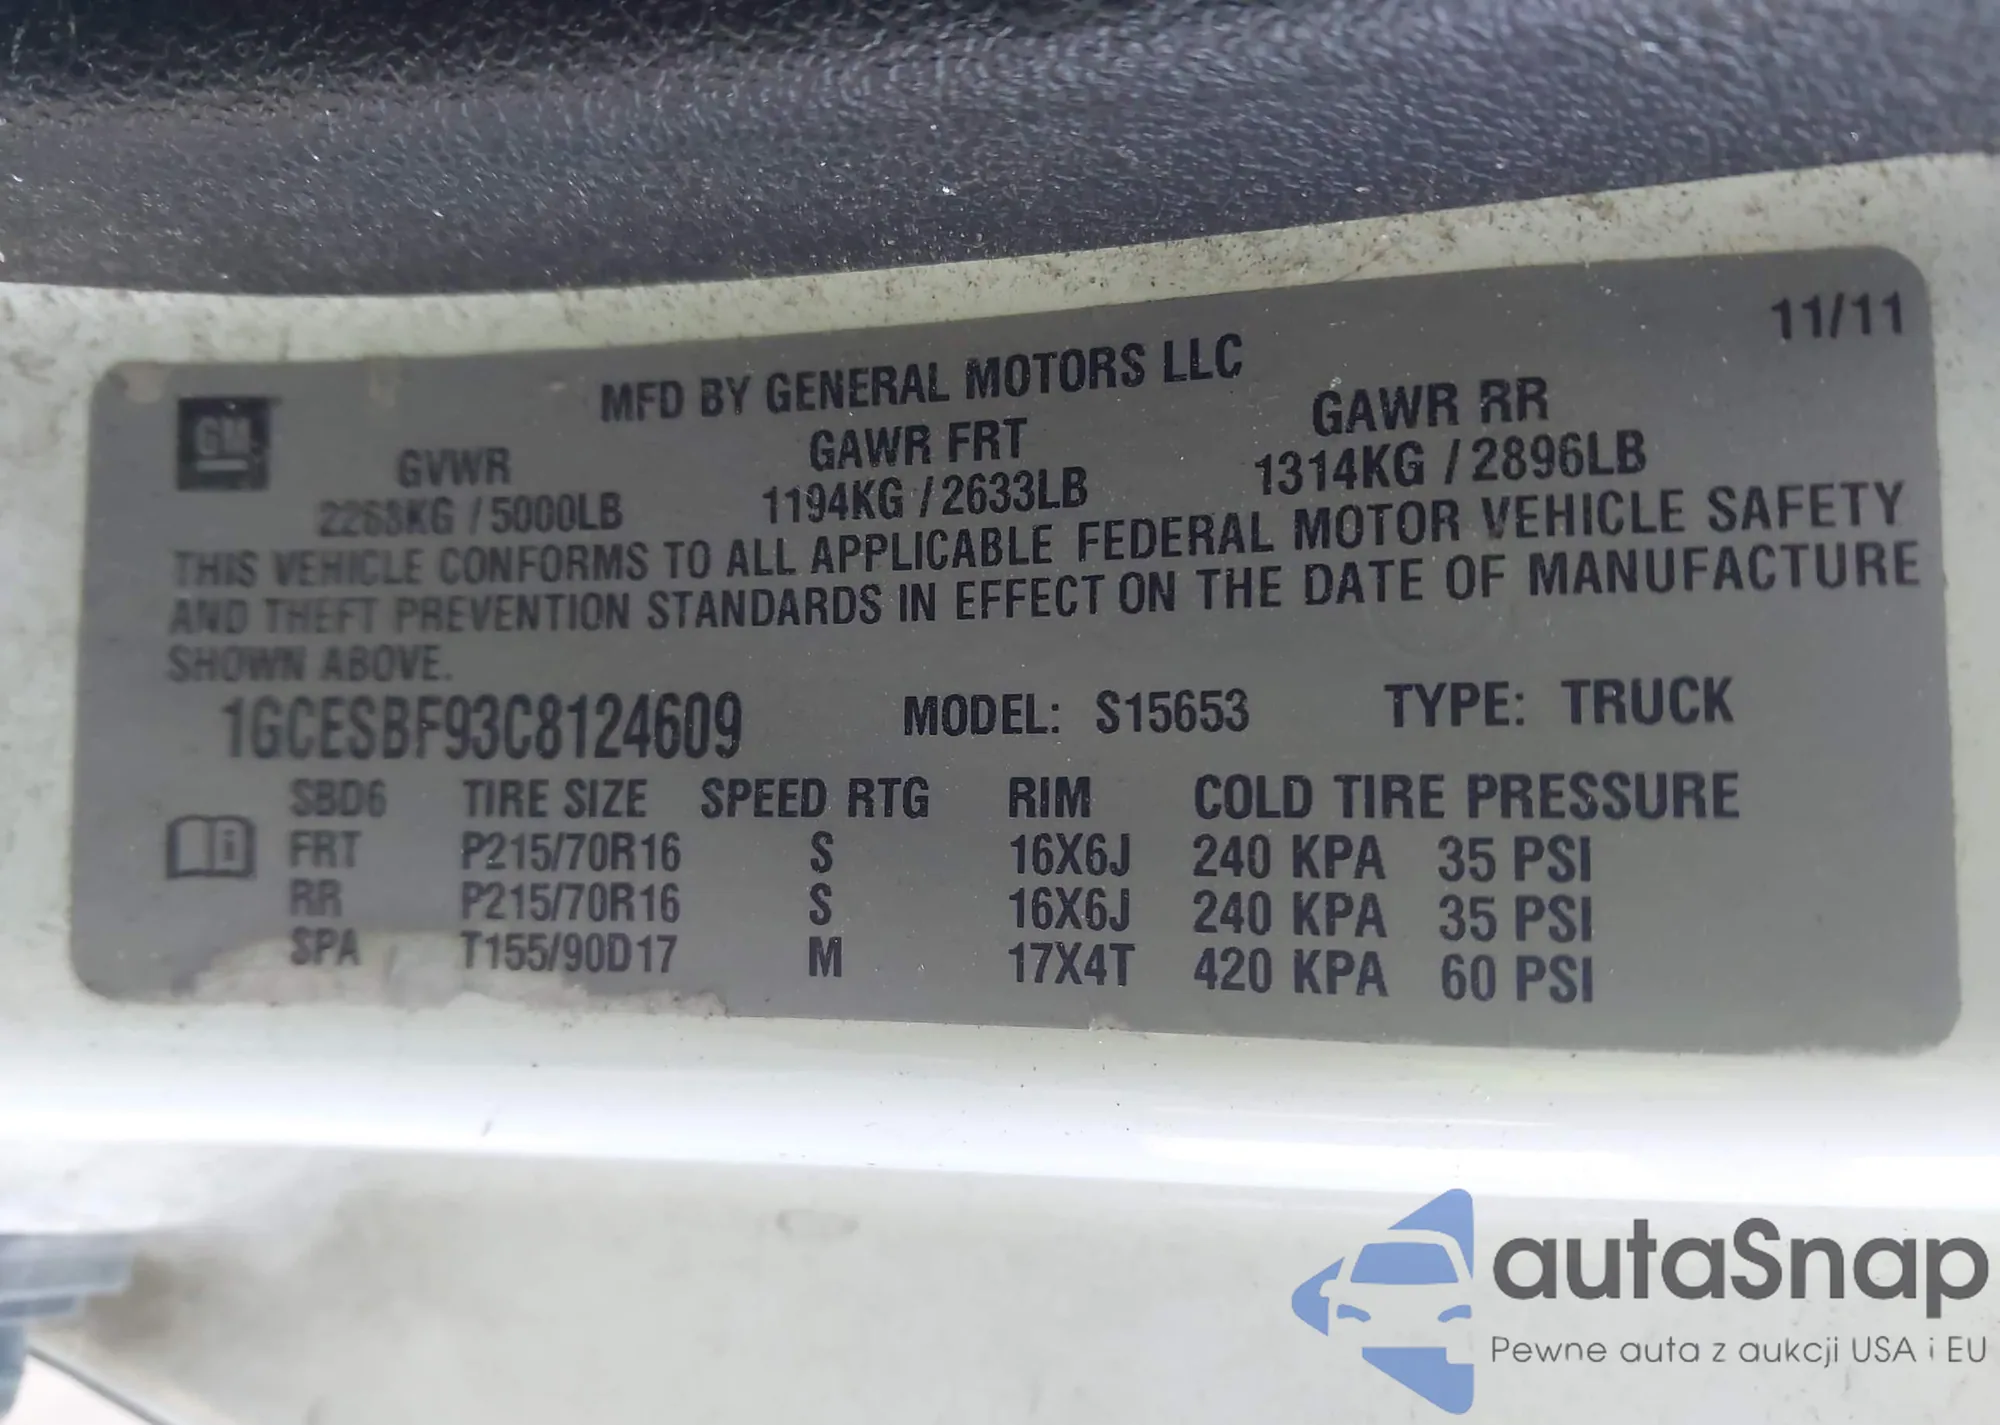 11/11
MFD BY GENERAL MOTORS LLC
GM
GVWR GAWR FRT GAWR RR
2268KG / 5000LB 1194KG / 2633LB 1314KG / 2896LB
THIS VEHICLE CONFORMS TO ALL APPLICABLE FEDERAL MOTOR VEHICLE SAFETY
AND THEFT PREVENTION STANDARDS IN EFFECT ON THE DATE OF MANUFACTURE
SHOWN ABOVE.
1GCESBF93C8124609 MODEL: S15653 TYPE: TRUCK
SBD6 TIRE SIZE SPEED RTG RIM COLD TIRE PRESSURE
FRT P215/70R16 S 16X6J 240 KPA 35 PSI
RR P215/70R16 S 16X6J 240 KPA 35 PSI
SPA T155/90D17 M 17X4T 420 KPA 60 PSI
autaSnap
Pewne auta z aukcji USA i EU